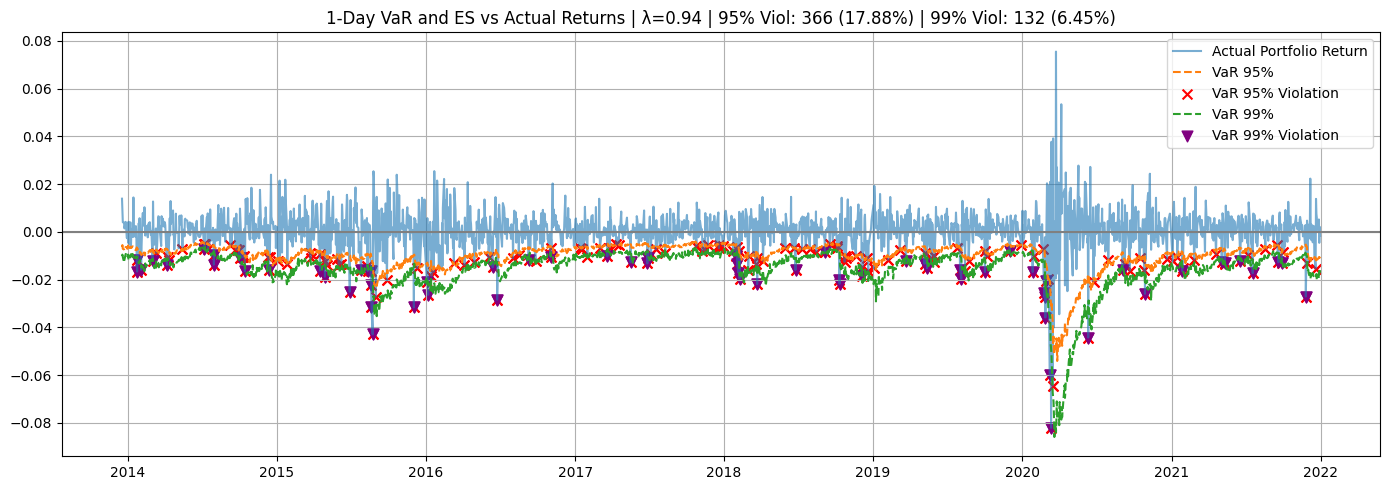 1-Day VaR and ES vs Actual Returns | λ=0.94 | 95% Viol: 366 (17.88%) | 99% Viol: 132 (6.45%)
0.08
0.06
0.04
0.02
0.00
−0.02
−0.04
−0.06
−0.08
Actual Portfolio Return
VaR 95%
VaR 95% Violation
VaR 99%
VaR 99% Violation
2014 2015 2016 2017 2018 2019 2020 2021 2022